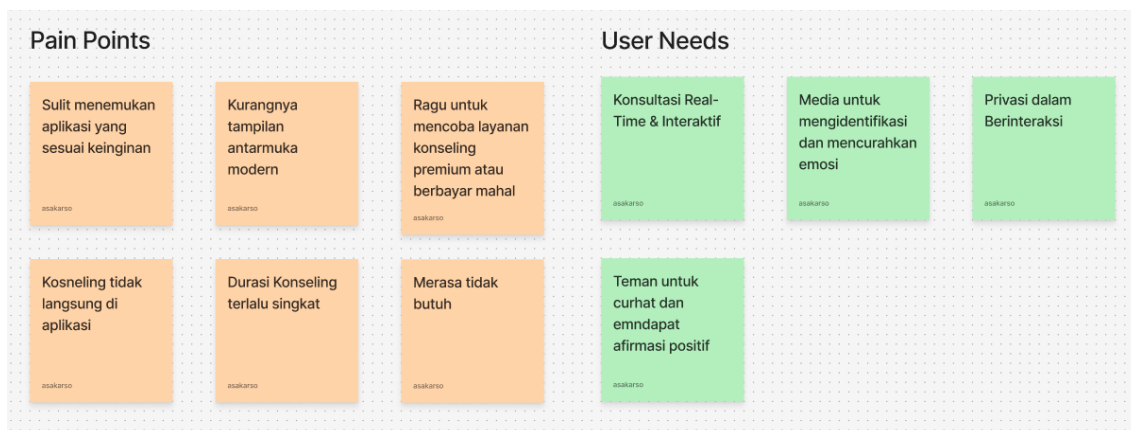 Pain Points
Sulit menemukan
aplikasi yang
sesuai keinginan
asakarso
Kurangnya
tampilan
antarmuka
modern
asakarso
Ragu untuk
mencoba layanan
konseling
premium atau
berbayar mahal
asakarso
Kosneling tidak
langsung di
aplikasi
asakarso
Durasi Konseling
terlalu singkat
asakarso
Merasa tidak
butuh
asakarso
User Needs
Konsultasi Real-
Time & Interaktif
asakarso
Media untuk
mengidentifikasi
dan mencurahkan
emosi
asakarso
Privasi dalam
Berinteraksi
asakarso
Teman untuk
curhat dan
emndapat
afirmasi positif
asakarso